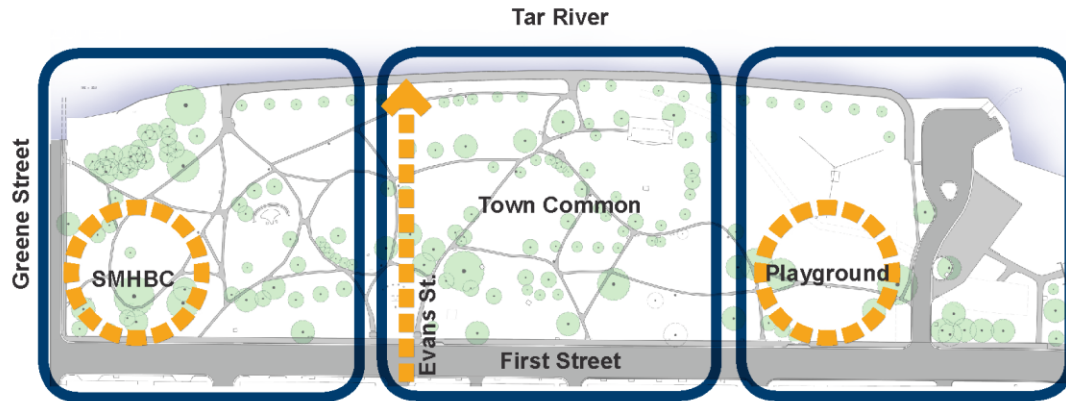 Tar River
Greene Street
Town Common
SMHBC
Playground
Evans St.
First Street